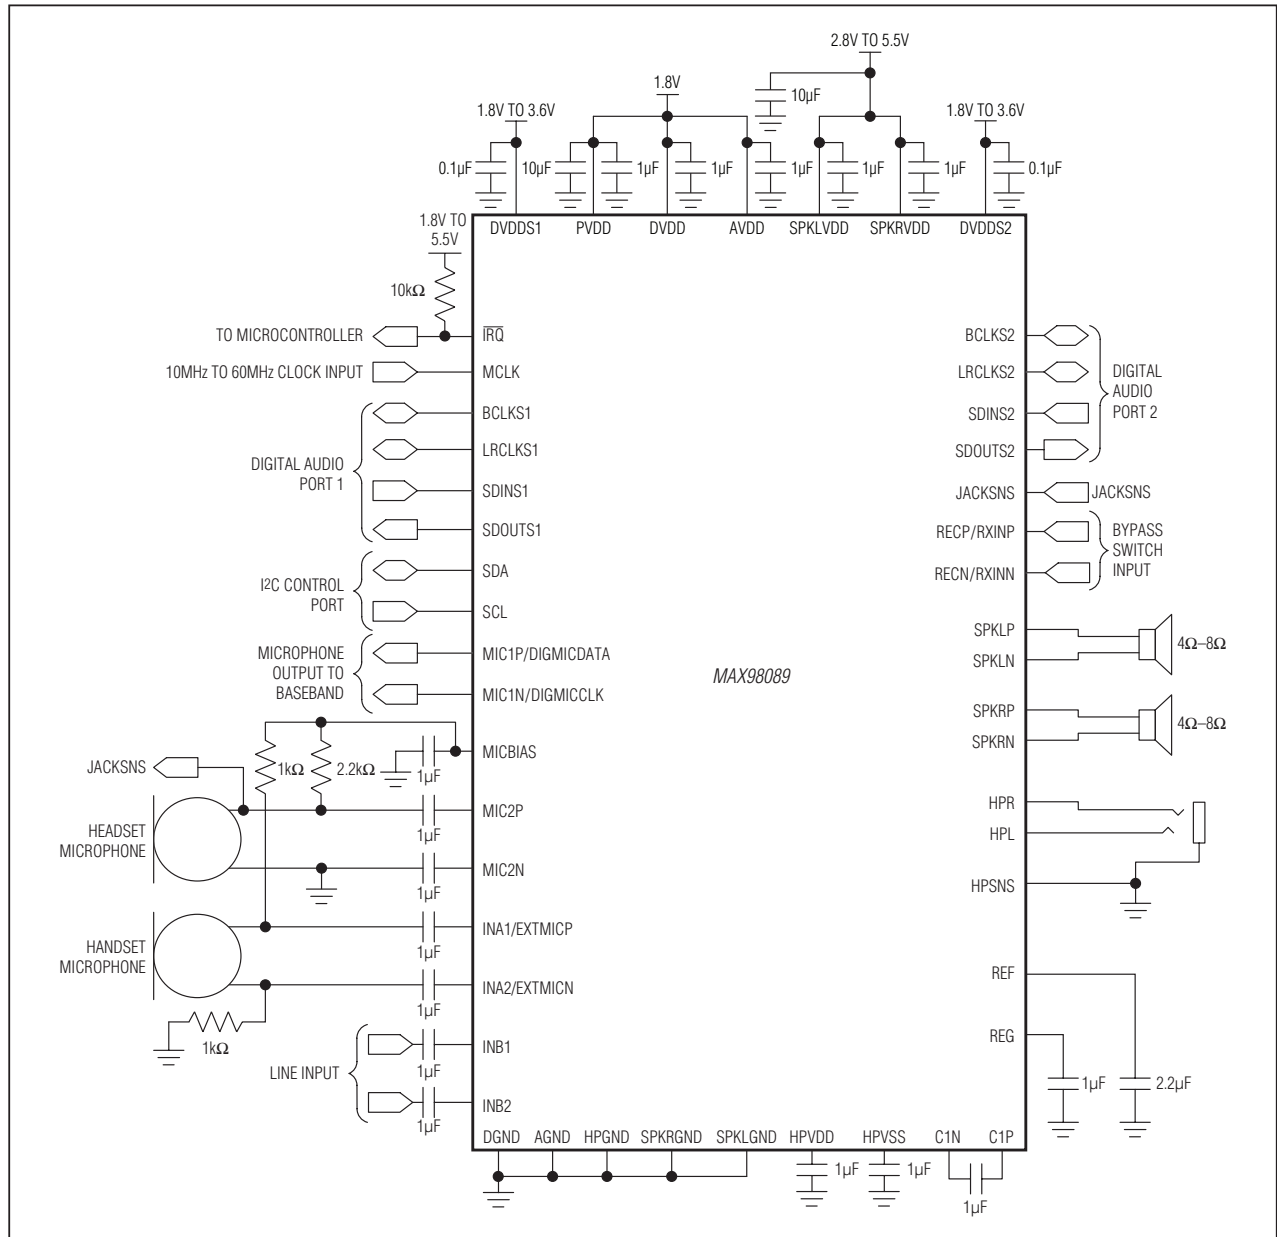 2.8V TO 5.5V
1.8V
10µF
1.8V TO 3.6V
1.8V TO 3.6V
0.1µF
10µF
1µF
1µF
1µF
1µF
1µF
0.1µF
1.8V TO
5.5V
DVDDS1
PVDD
DVDD
AVDD
SPKLVDD
SPKRVDD
DVDDS2
10kΩ
TO MICROCONTROLLER
IRQ
10MHz TO 60MHz CLOCK INPUT
MCLK
DIGITAL AUDIO
PORT 1
BCLKS1
LRCLKS1
SDINS1
SDOUTS1
I2C CONTROL
PORT
SDA
SCL
MICROPHONE
OUTPUT TO
BASEBAND
MIC1P/DIGMICDATA
MIC1N/DIGMICCLK
MICBIAS
1µF
1kΩ
2.2kΩ
JACKSNS
HEADSET
MICROPHONE
MIC2P
1µF
MIC2N
1µF
HANDSET
MICROPHONE
INA1/EXTMICP
1µF
INA2/EXTMICN
1µF
1kΩ
LINE INPUT
INB1
1µF
INB2
1µF
MAX98089
BCLKS2
LRCLKS2
SDINS2
SDOUTS2
DIGITAL
AUDIO
PORT 2
JACKSNS
JACKSNS
RECP/RXINP
RECN/RXINN
BYPASS
SWITCH
INPUT
SPKLP
SPKLN
4Ω–8Ω
SPKRP
SPKRN
4Ω–8Ω
HPR
HPL
HPSNS
REF
REG
1µF
2.2µF
DGND
AGND
HPGND
SPKRGND
SPKLGND
HPVDD
HPVSS
C1N
C1P
1µF
1µF
1µF